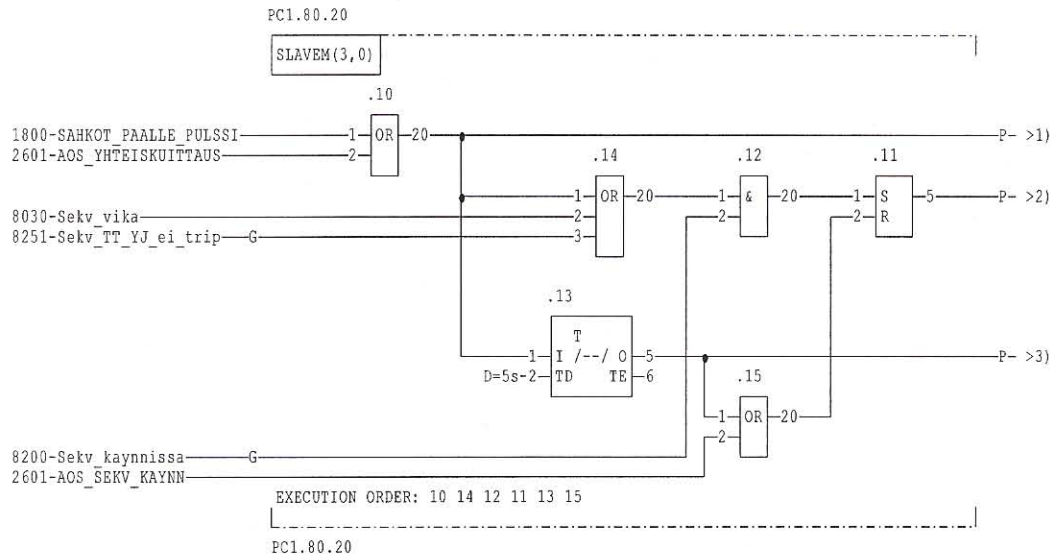 PC1.80.20
SLAVEM(3,0)
.10
1800-SAHKOT_PAALLE_PULSSI 1 OR 20 P- >1)
2601-AOS_YHTEISKUITTAUS 2
.14 .12 .11
1 OR 20 1 & 20 1 S 5 P- >2)
8030-Sekv_vika 2 2 2 R
8251-Sekv_TT_YJ_ei_trip G 3
.13
T
1 I /--/ O 5 P- >3)
D=5s-2 TD TE 6
.15
1 OR 20
2
8200-Sekv_kaynnissa G
2601-AOS_SEKV_KAYNN
EXECUTION ORDER: 10 14 12 11 13 15
PC1.80.20